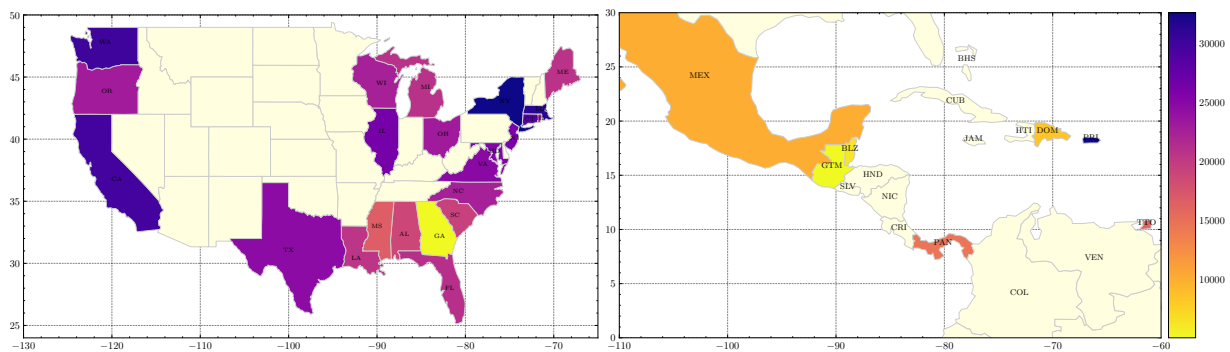 50
45
40
35
30
25
−130
−120
−110
−100
−90
−80
−70
WA
OR
CA
TX
WI
IL
MI
OH
ME
NY
VA
NC
SC
MS
AL
GA
LA
FL
30
25
20
15
10
5
0
−110
−100
−90
−80
−70
−60
MEX
BHS
CUB
JAM
HTI
DOM
PRI
BLZ
GTM
HND
SLV
NIC
CRI
PAN
TTO
VEN
COL
30000
25000
20000
15000
10000